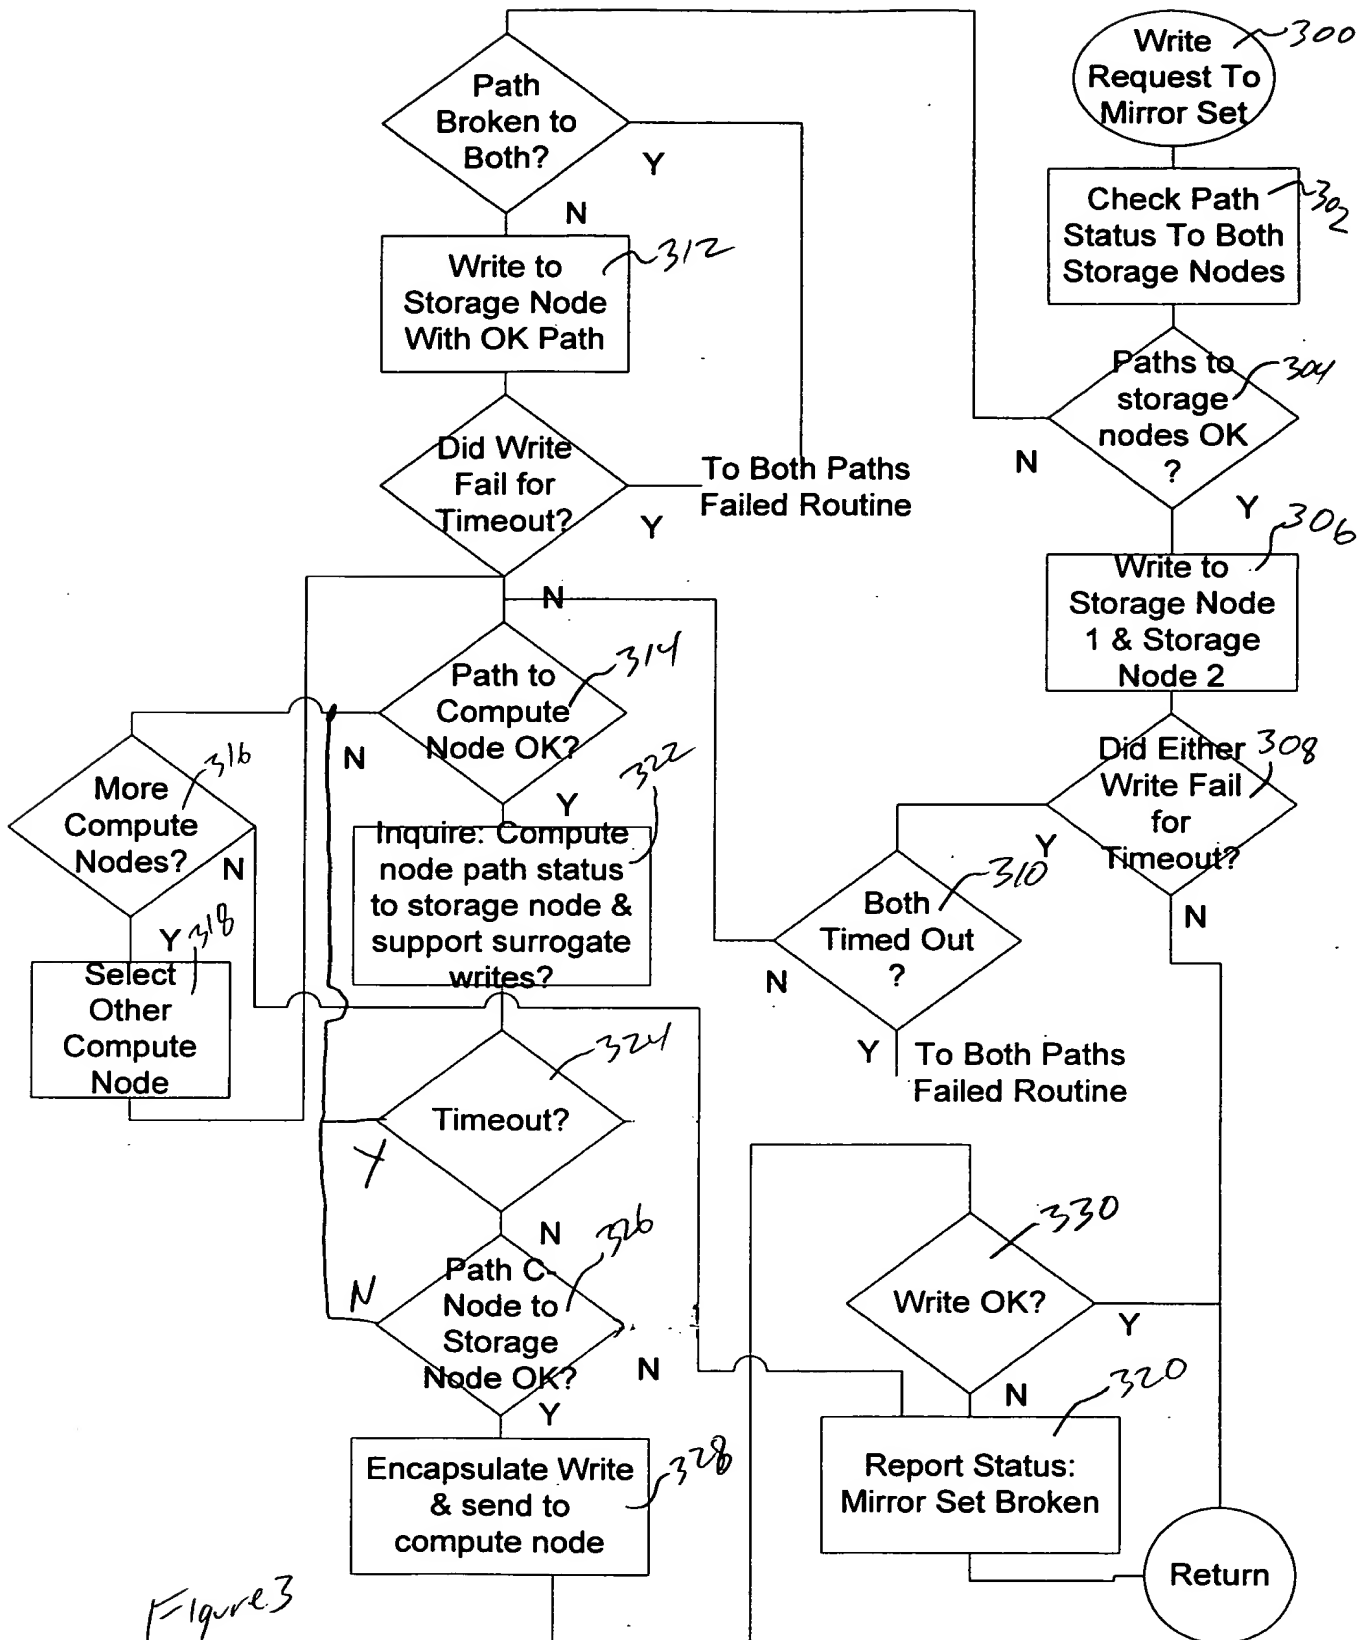 Write
Request To
Mirror Set
300
Check Path
Status To Both
Storage Nodes
302
Paths to
storage
nodes OK
?
304
N
Y
Write to
Storage Node
1 & Storage
Node 2
306
Did Either
Write Fail
for
Timeout?
308
Y
N
Both
Timed Out
?
310
N
Y
To Both Paths
Failed Routine
Path
Broken to
Both?
Y
N
Write to
Storage Node
With OK Path
312
Did Write
Fail for
Timeout?
Y
To Both Paths
Failed Routine
N
Path to
Compute
Node OK?
314
N
Y
More
Compute
Nodes?
316
N
Y
Select
Other
Compute
Node
318
Inquire: Compute
node path status
to storage node &
support surrogate
writes?
322
Timeout?
324
Y
N
Path C-
Node to
Storage
Node OK?
326
N
N
Y
Encapsulate Write
& send to
compute node
328
Write OK?
330
Y
N
Report Status:
Mirror Set Broken
320
Return
Figure 3